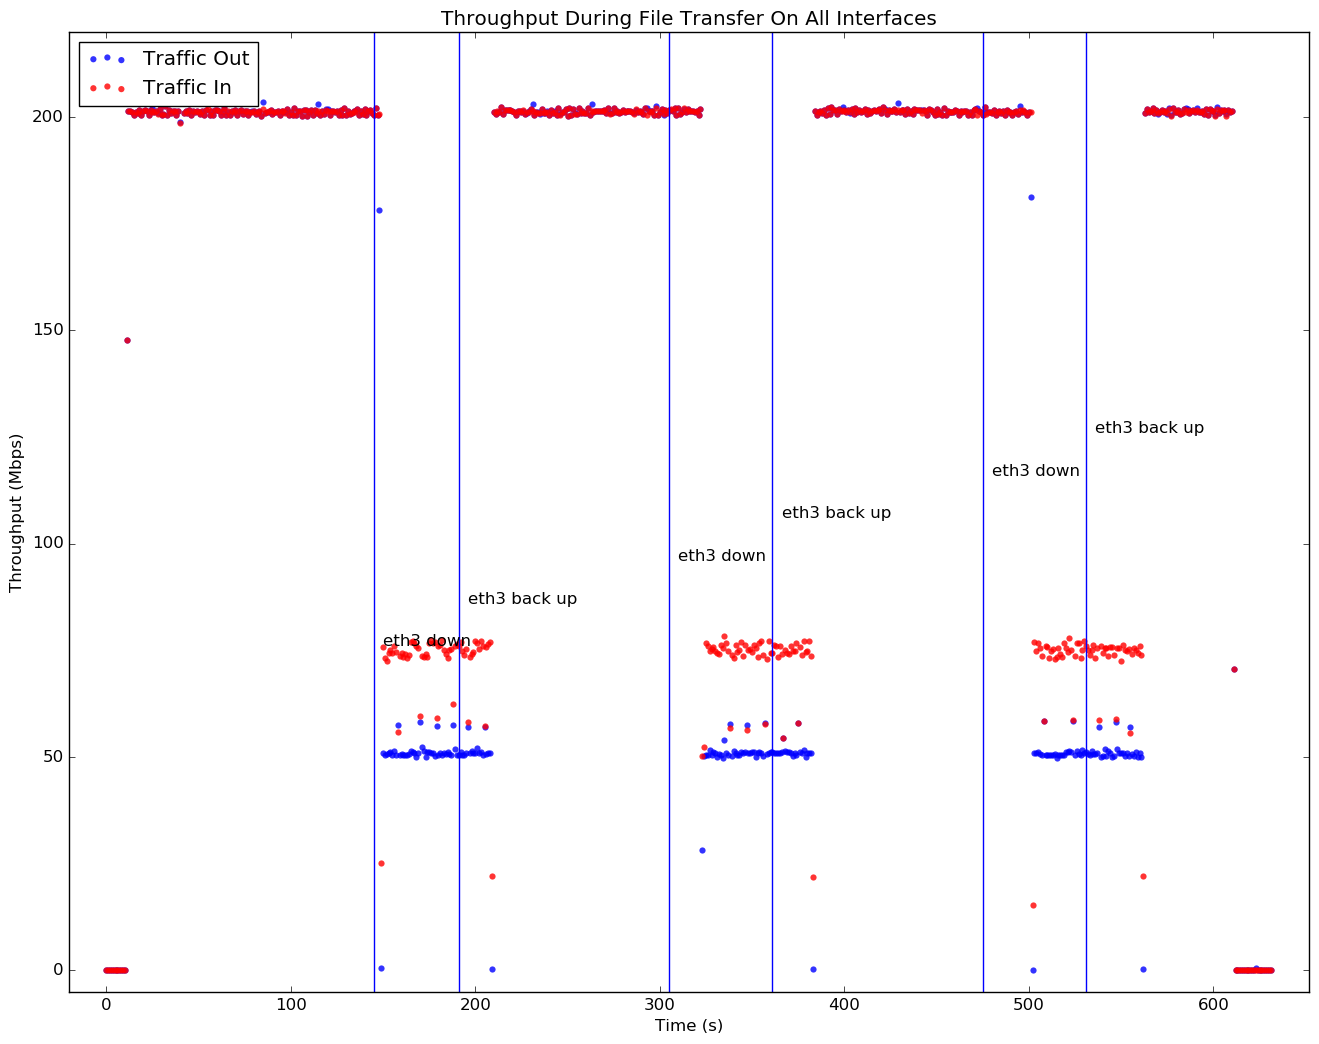 Throughput During File Transfer On All Interfaces
Traffic Out
Traffic In
200
150
100
50
0
Throughput (Mbps)
eth3 back up
eth3 down
eth3 back up
eth3 down
eth3 back up
eth3 down
0
100
200
300
400
500
600
Time (s)